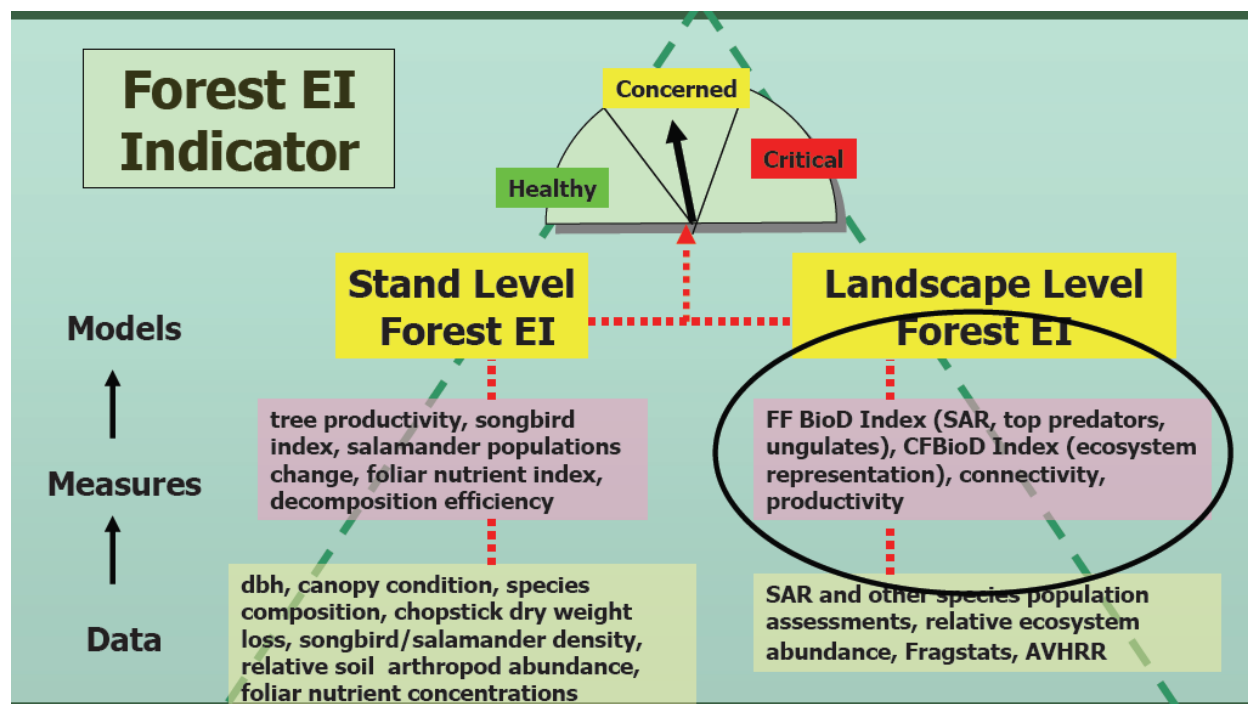 Forest EI
Indicator
Concerned
Critical
Healthy
Stand Level
Forest EI
Landscape Level
Forest EI
Models
tree productivity, songbird
index, salamander populations
change, foliar nutrient index,
decomposition efficiency
FF BioD Index (SAR, top predators,
ungulates), CFBioD Index (ecosystem
representation), connectivity,
productivity
Measures
dbh, canopy condition, species
composition, chopstick dry weight
loss, songbird/salamander density,
relative soil arthropod abundance,
foliar nutrient concentrations
SAR and other species population
assessments, relative ecosystem
abundance, Fragstats, AVHRR
Data